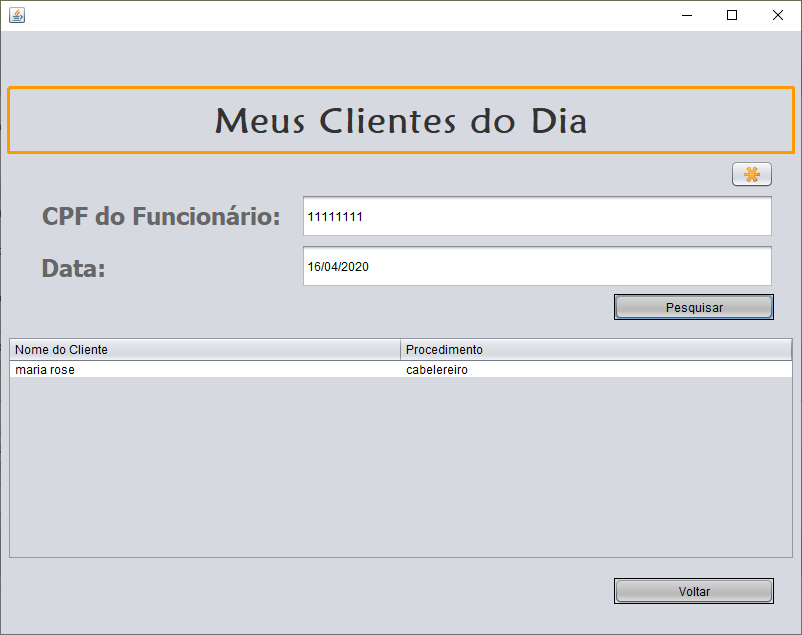 Meus Clientes do Dia
CPF do Funcionário: 11111111
Data: 16/04/2020
Pesquisar
Nome do Cliente Procedimento
maria rose cabelereiro
Voltar